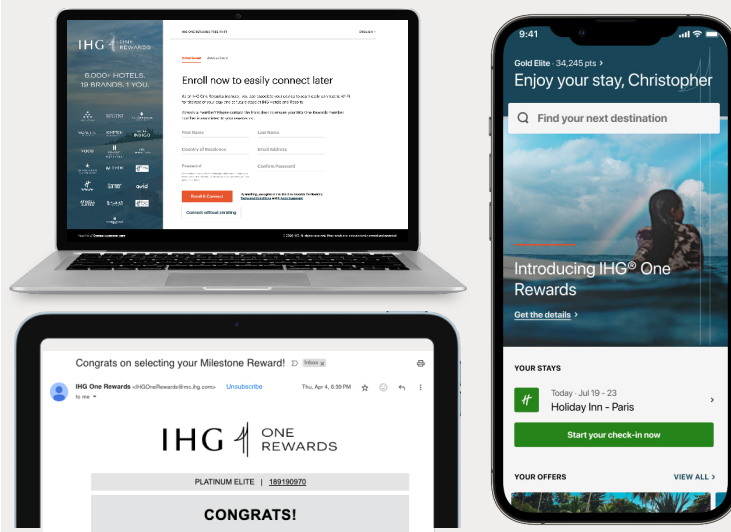 IHG ONE
REWARDS
6,000+ HOTELS.
19 BRANDS. 1 YOU.
VOCO
avid
Enroll now to easily connect later
First Name
Last Name
Country of Residence
Email Address
Password
Confirm Password
Enroll & Connect
Connect without enrolling
Congrats on selecting your Milestone Reward!
Inbox x
IHG One Rewards <IHGOneRewards@mc.ihg.com> Unsubscribe
Thu, Apr 4, 6:39 PM
to me
IHG ONE
REWARDS
PLATINUM ELITE | 189190970
CONGRATS!
9:41
Gold Elite · 34,245 pts >
Enjoy your stay, Christopher
Find your next destination
Introducing IHG® One
Rewards
Get the details >
YOUR STAYS
Today · Jul 19 - 23
Holiday Inn - Paris
Start your check-in now
YOUR OFFERS
VIEW ALL >